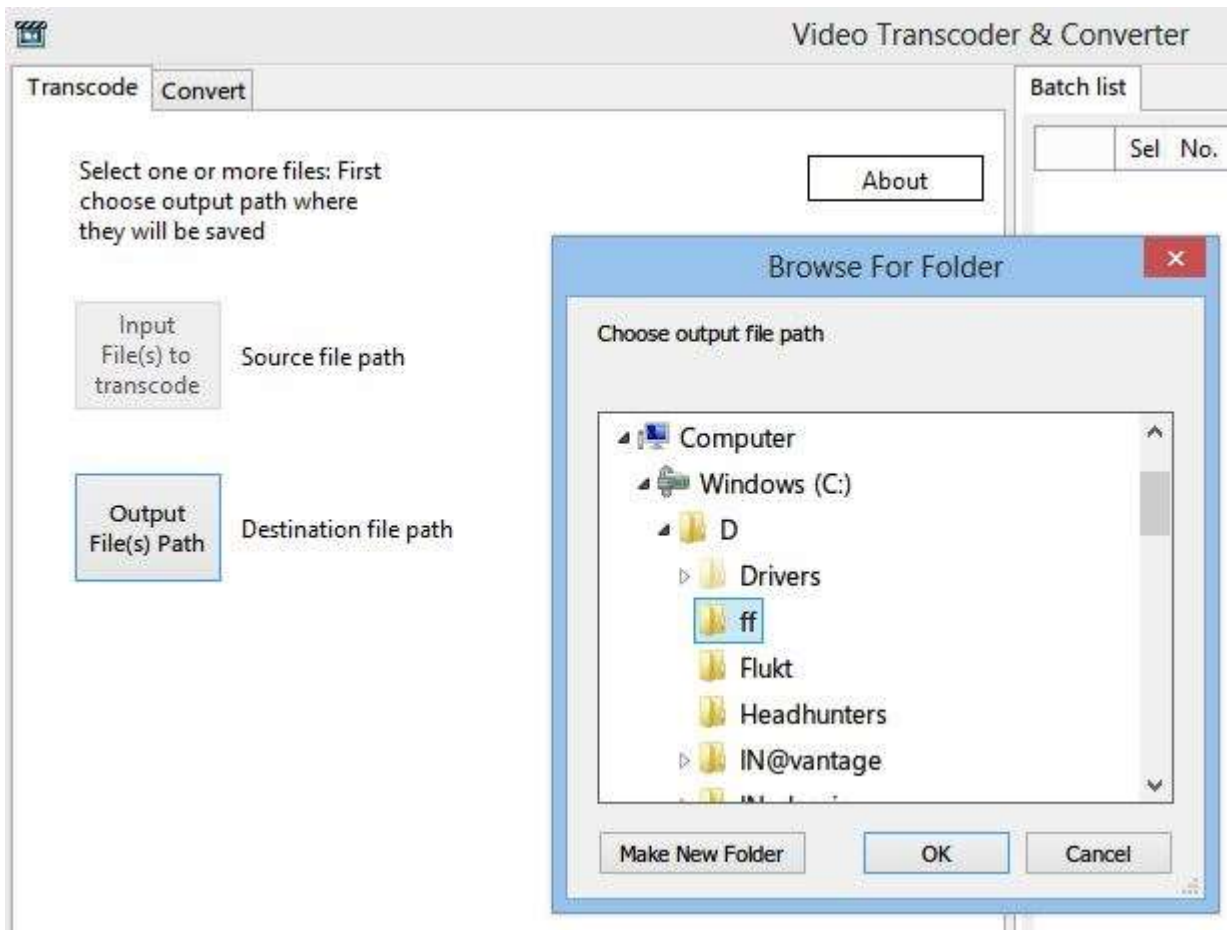 Video Transcoder & Converter
Transcode
Convert
Batch list
Sel No.
Select one or more files: First
choose output path where
they will be saved
About
Input
File(s) to
transcode
Source file path
Output
File(s) Path
Destination file path
Browse For Folder
Choose output file path
Computer
Windows (C:)
D
Drivers
ff
Flukt
Headhunters
IN@vantage
Make New Folder
OK
Cancel